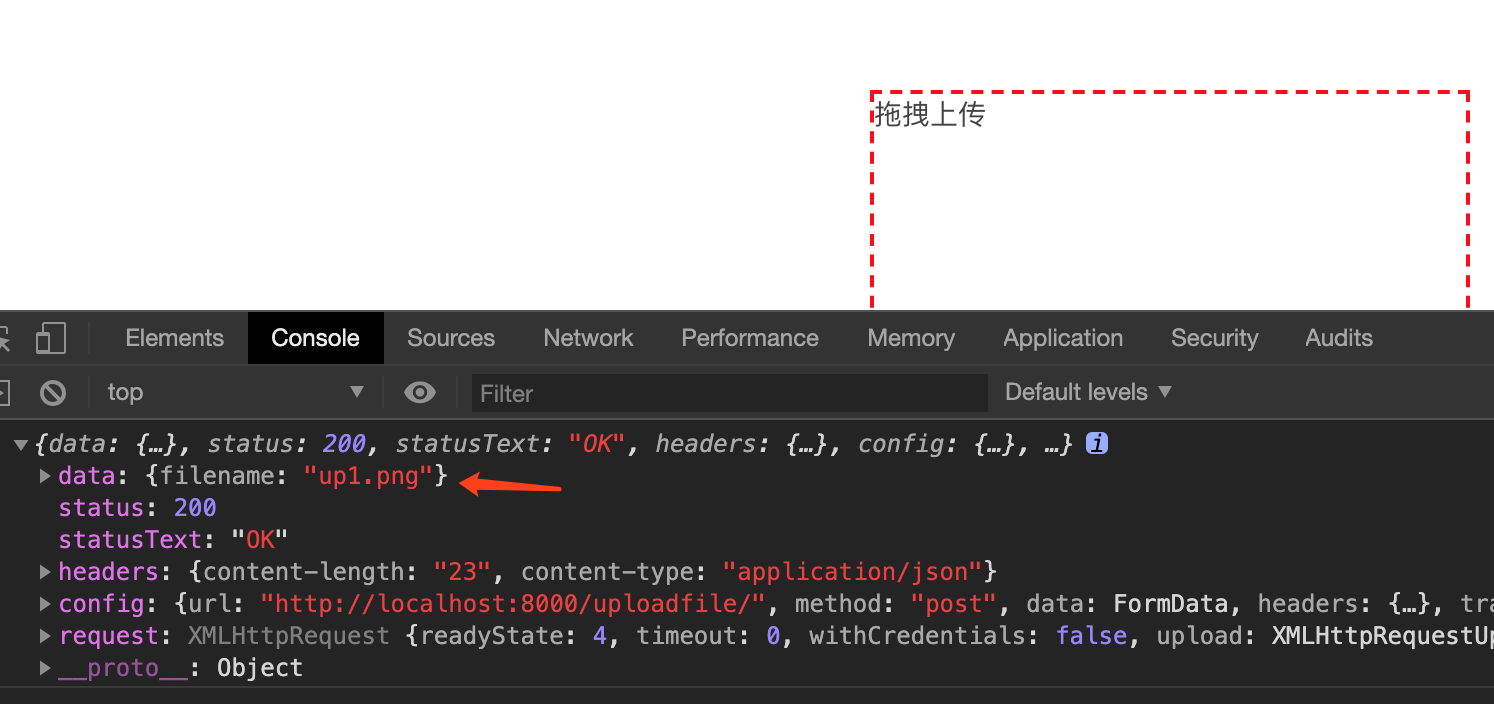 拖拽上传
Elements Console Sources Network Performance Memory Application Security Audits
top ▼ Filter Default levels ▼
▼{data: {…}, status: 200, statusText: "OK", headers: {…}, config: {…}, …} i
▶data: {filename: "up1.png"}
status: 200
statusText: "OK"
▶headers: {content-length: "23", content-type: "application/json"}
▶config: {url: "http://localhost:8000/uploadfile/", method: "post", data: FormData, headers: {…}, tra
▶request: XMLHttpRequest {readyState: 4, timeout: 0, withCredentials: false, upload: XMLHttpRequestUp
▶__proto__: Object